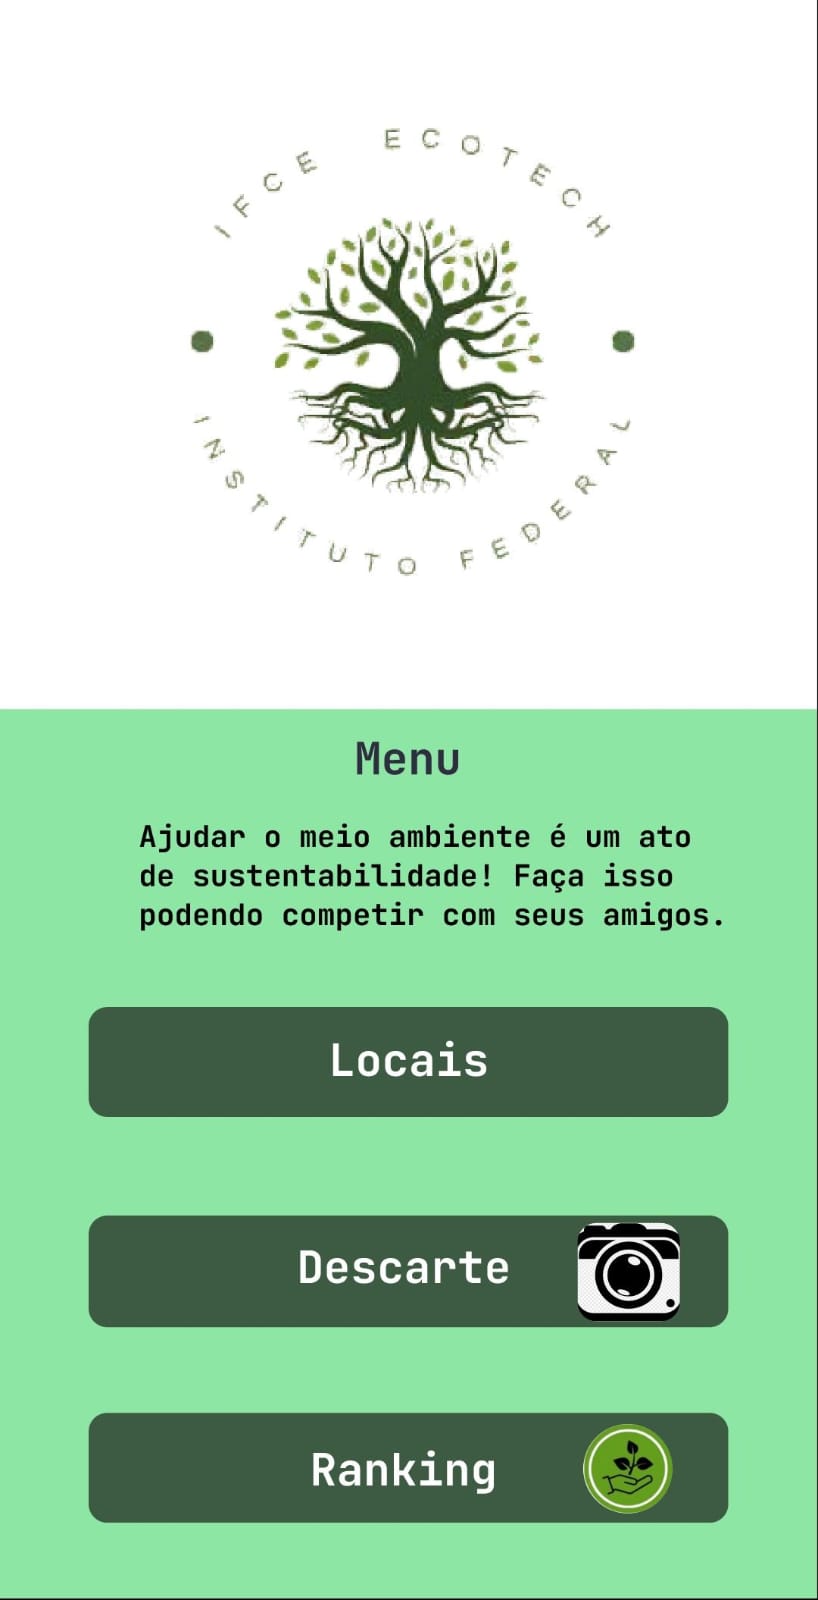 IFCE ECOTECH
INSTITUTO FEDERAL
Menu
Ajudar o meio ambiente é um ato
de sustentabilidade! Faça isso
podendo competir com seus amigos.
Locais
Descarte
Ranking